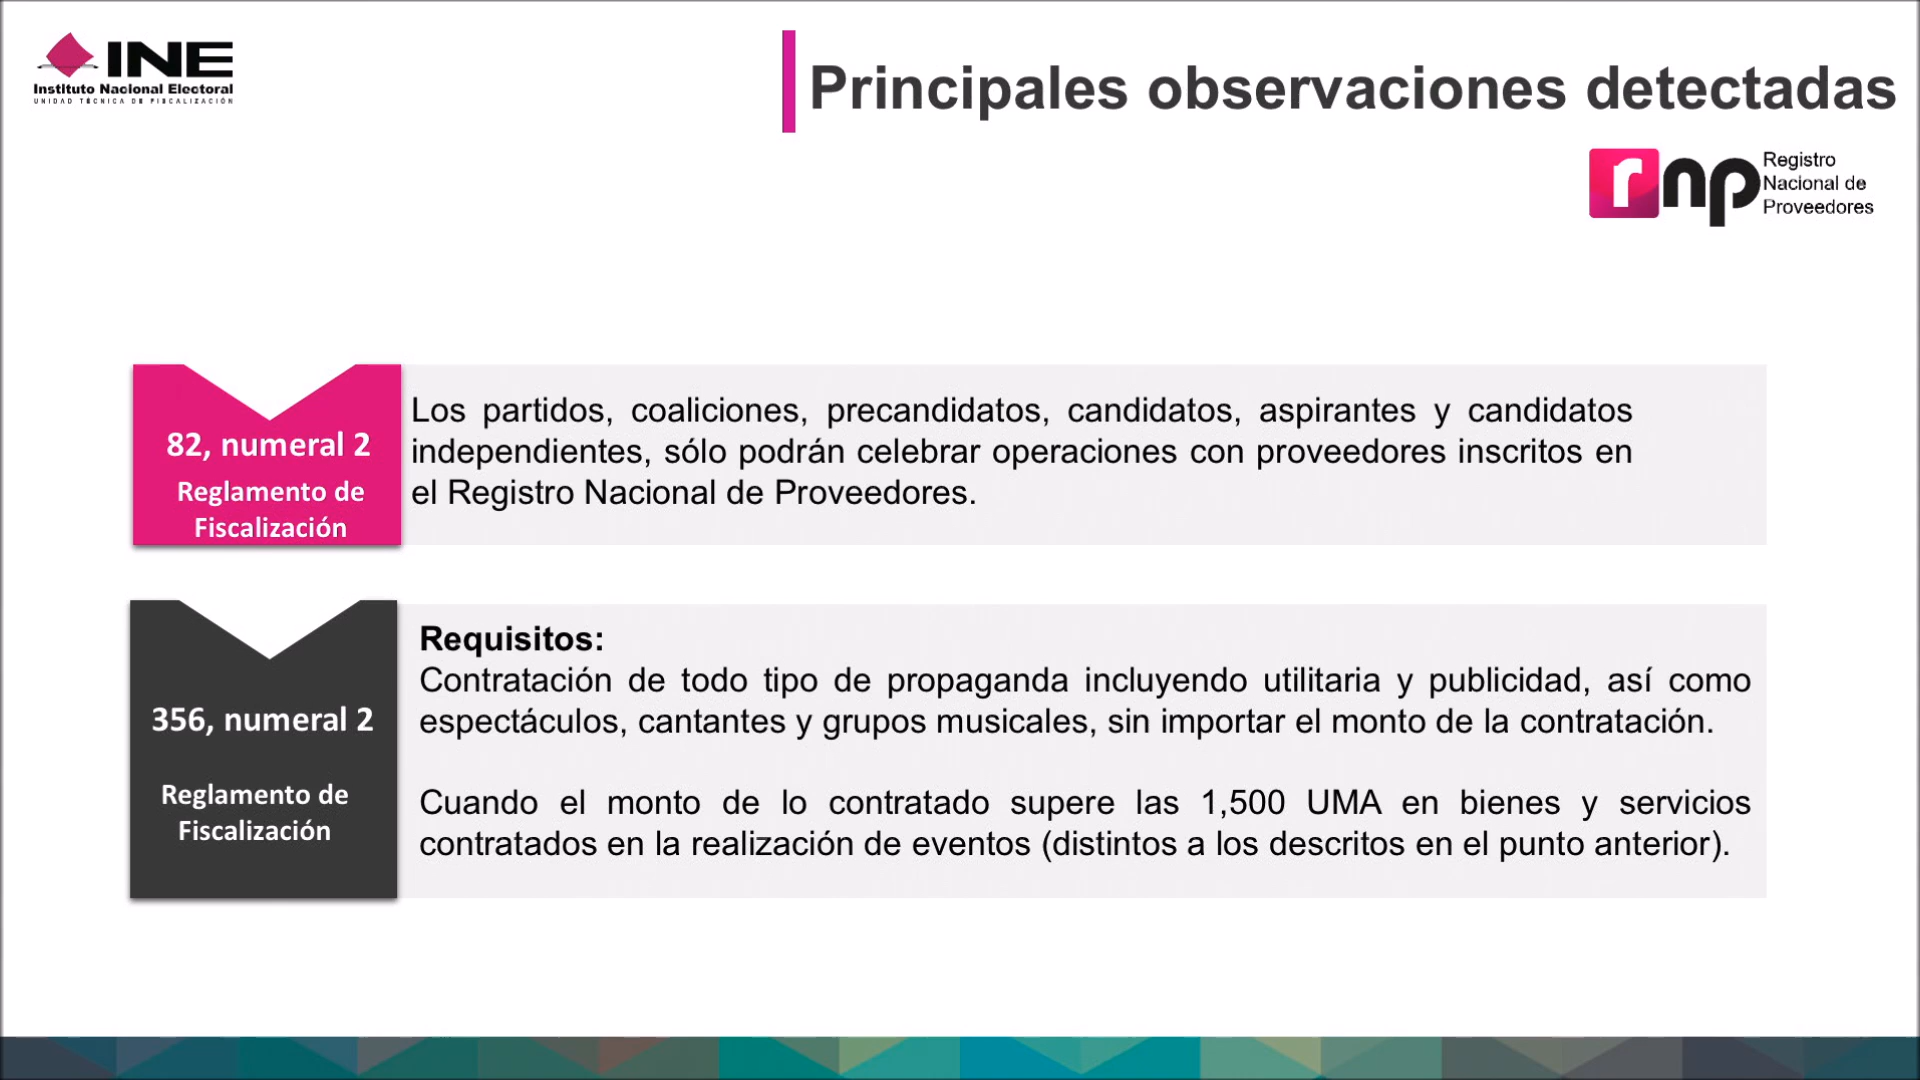 INE
Instituto Nacional Electoral
UNIDAD TÉCNICA DE FISCALIZACIÓN
Principales observaciones detectadas
rnp
Registro
Nacional de
Proveedores
82, numeral 2
Reglamento de
Fiscalización
Los partidos, coaliciones, precandidatos, candidatos, aspirantes y candidatos
independientes, sólo podrán celebrar operaciones con proveedores inscritos en
el Registro Nacional de Proveedores.
356, numeral 2
Reglamento de
Fiscalización
Requisitos:
Contratación de todo tipo de propaganda incluyendo utilitaria y publicidad, así como
espectáculos, cantantes y grupos musicales, sin importar el monto de la contratación.
Cuando el monto de lo contratado supere las 1,500 UMA en bienes y servicios
contratados en la realización de eventos (distintos a los descritos en el punto anterior).